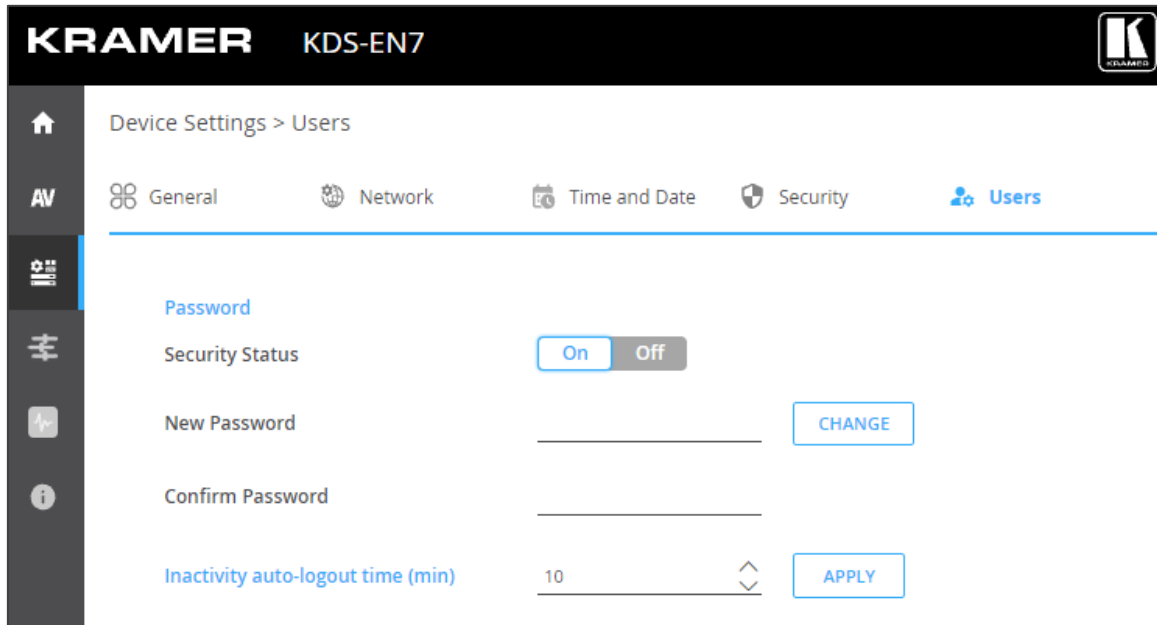 KRAMER KDS-EN7
KRAMER
Device Settings > Users
AV General Network Time and Date Security Users
Password
Security Status On Off
New Password CHANGE
Confirm Password
Inactivity auto-logout time (min) 10 APPLY